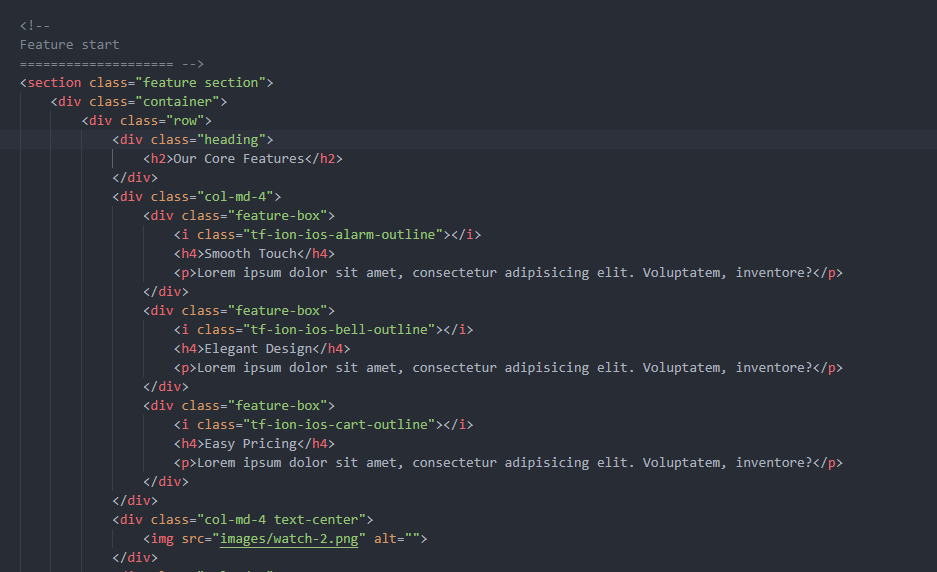 <!--
Feature start
==================== -->
<section class="feature section">
    <div class="container">
        <div class="row">
            <div class="heading">
                <h2>Our Core Features</h2>
            </div>
            <div class="col-md-4">
                <div class="feature-box">
                    <i class="tf-ion-ios-alarm-outline"></i>
                    <h4>Smooth Touch</h4>
                    <p>Lorem ipsum dolor sit amet, consectetur adipisicing elit. Voluptatem, inventore?</p>
                </div>
                <div class="feature-box">
                    <i class="tf-ion-ios-bell-outline"></i>
                    <h4>Elegant Design</h4>
                    <p>Lorem ipsum dolor sit amet, consectetur adipisicing elit. Voluptatem, inventore?</p>
                </div>
                <div class="feature-box">
                    <i class="tf-ion-ios-cart-outline"></i>
                    <h4>Easy Pricing</h4>
                    <p>Lorem ipsum dolor sit amet, consectetur adipisicing elit. Voluptatem, inventore?</p>
                </div>
            </div>
            <div class="col-md-4 text-center">
                <img src="images/watch-2.png" alt="">
            </div>